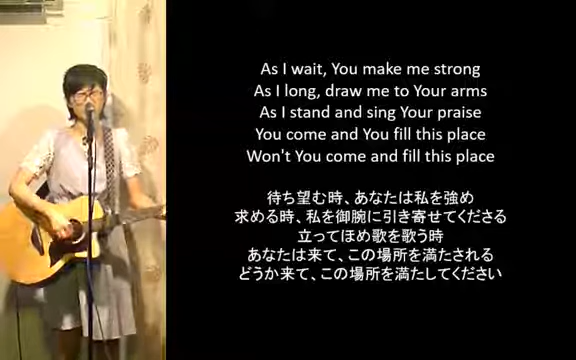 As I wait, You make me strong
As I long, draw me to Your arms
As I stand and sing Your praise
You come and You fill this place
Won't You come and fill this place
待ち望む時、あなたは私を強め
求める時、私を御腕に引き寄せてくださる
立ってほめ歌を歌う時
あなたは来て、この場所を満たされる
どうか来て、この場所を満たしてください